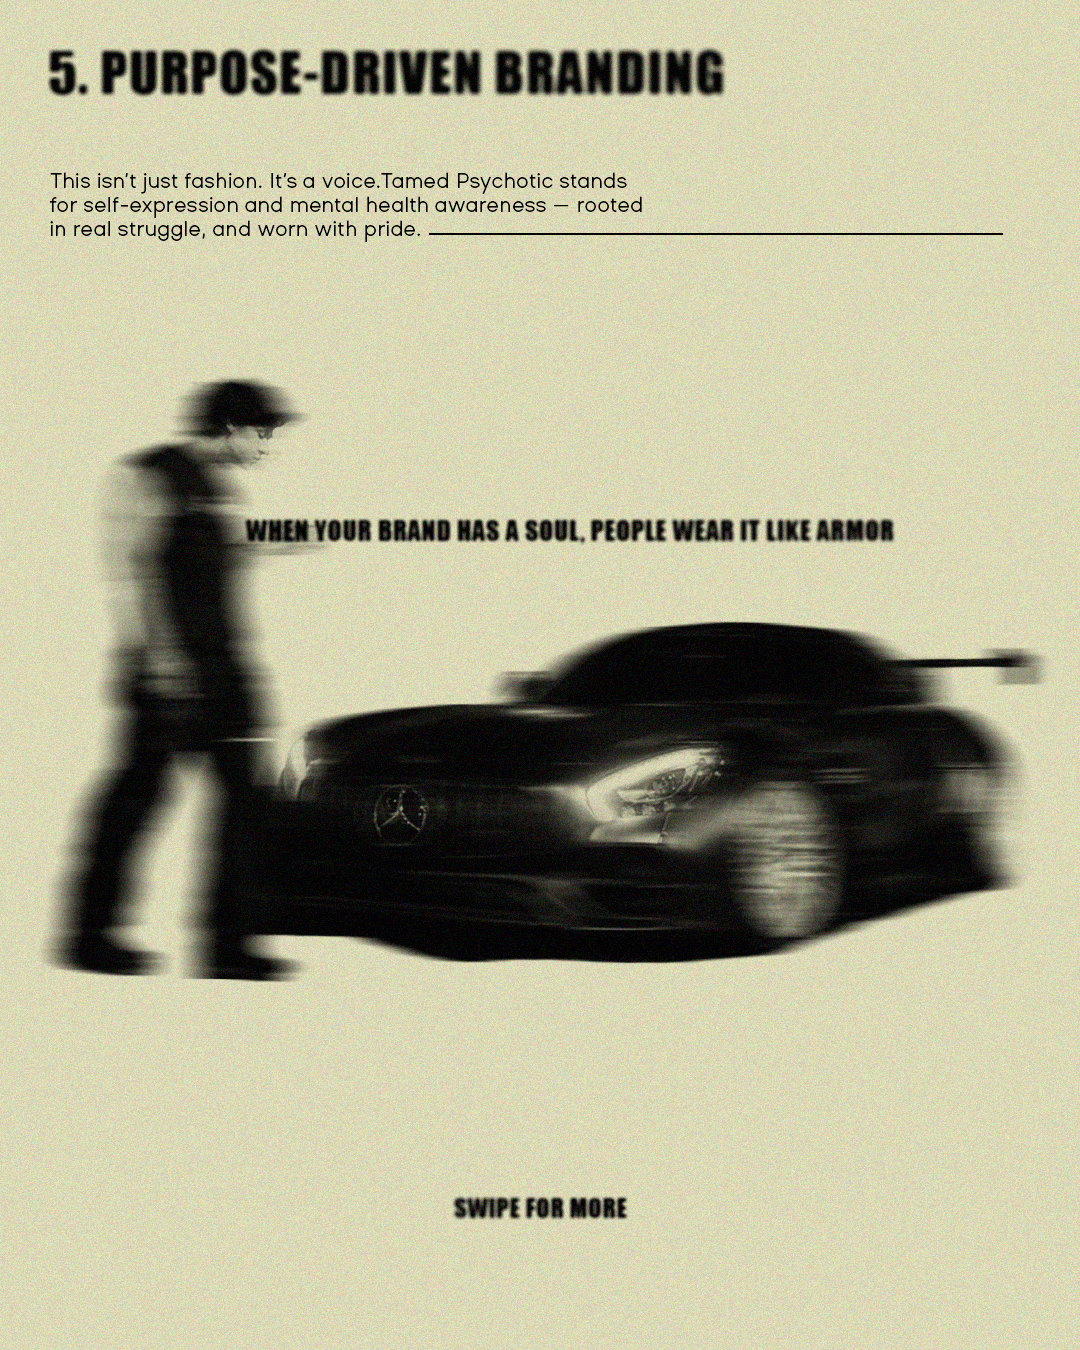 5. PURPOSE-DRIVEN BRANDING
This isn't just fashion. It's a voice.Tamed Psychotic stands
for self-expression and mental health awareness — rooted
in real struggle, and worn with pride.
WHEN YOUR BRAND HAS A SOUL, PEOPLE WEAR IT LIKE ARMOR
SWIPE FOR MORE